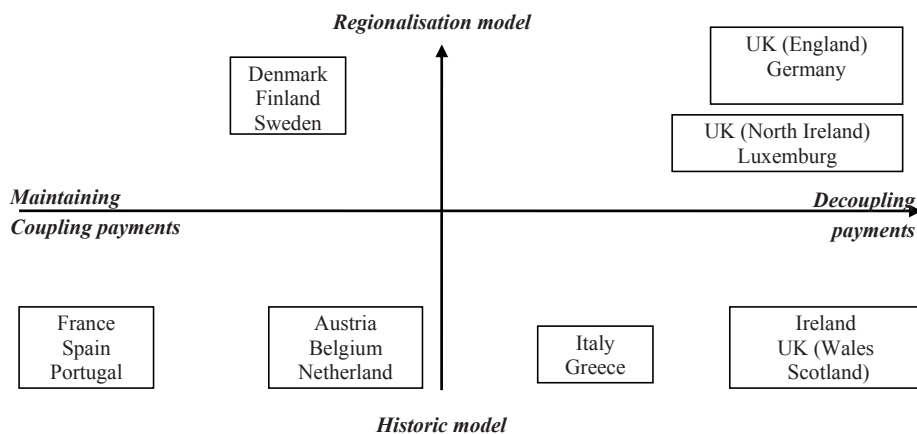 Regionalisation model
UK (England)
Germany
Denmark
Finland
Sweden
UK (North Ireland)
Luxemburg
Maintaining
Coupling payments
Decoupling
payments
France
Spain
Portugal
Austria
Belgium
Netherland
Italy
Greece
Ireland
UK (Wales
Scotland)
Historic model